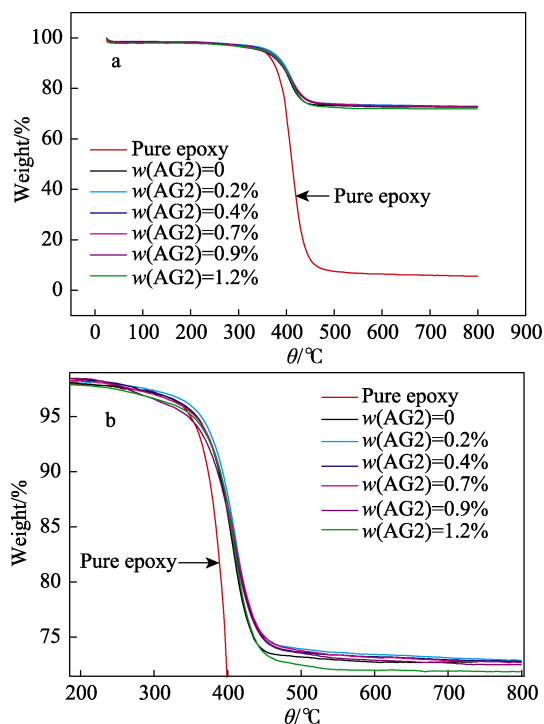 100
80
60
40
20
0
Weight/%
a
Pure epoxy
w(AG2)=0
w(AG2)=0.2%
w(AG2)=0.4%
w(AG2)=0.7%
w(AG2)=0.9%
w(AG2)=1.2%
Pure epoxy
0 100 200 300 400 500 600 700 800 900
θ/℃
95
90
85
80
75
Weight/%
b
Pure epoxy
w(AG2)=0
w(AG2)=0.2%
w(AG2)=0.4%
w(AG2)=0.7%
w(AG2)=0.9%
w(AG2)=1.2%
Pure epoxy
200 300 400 500 600 700 800
θ/℃